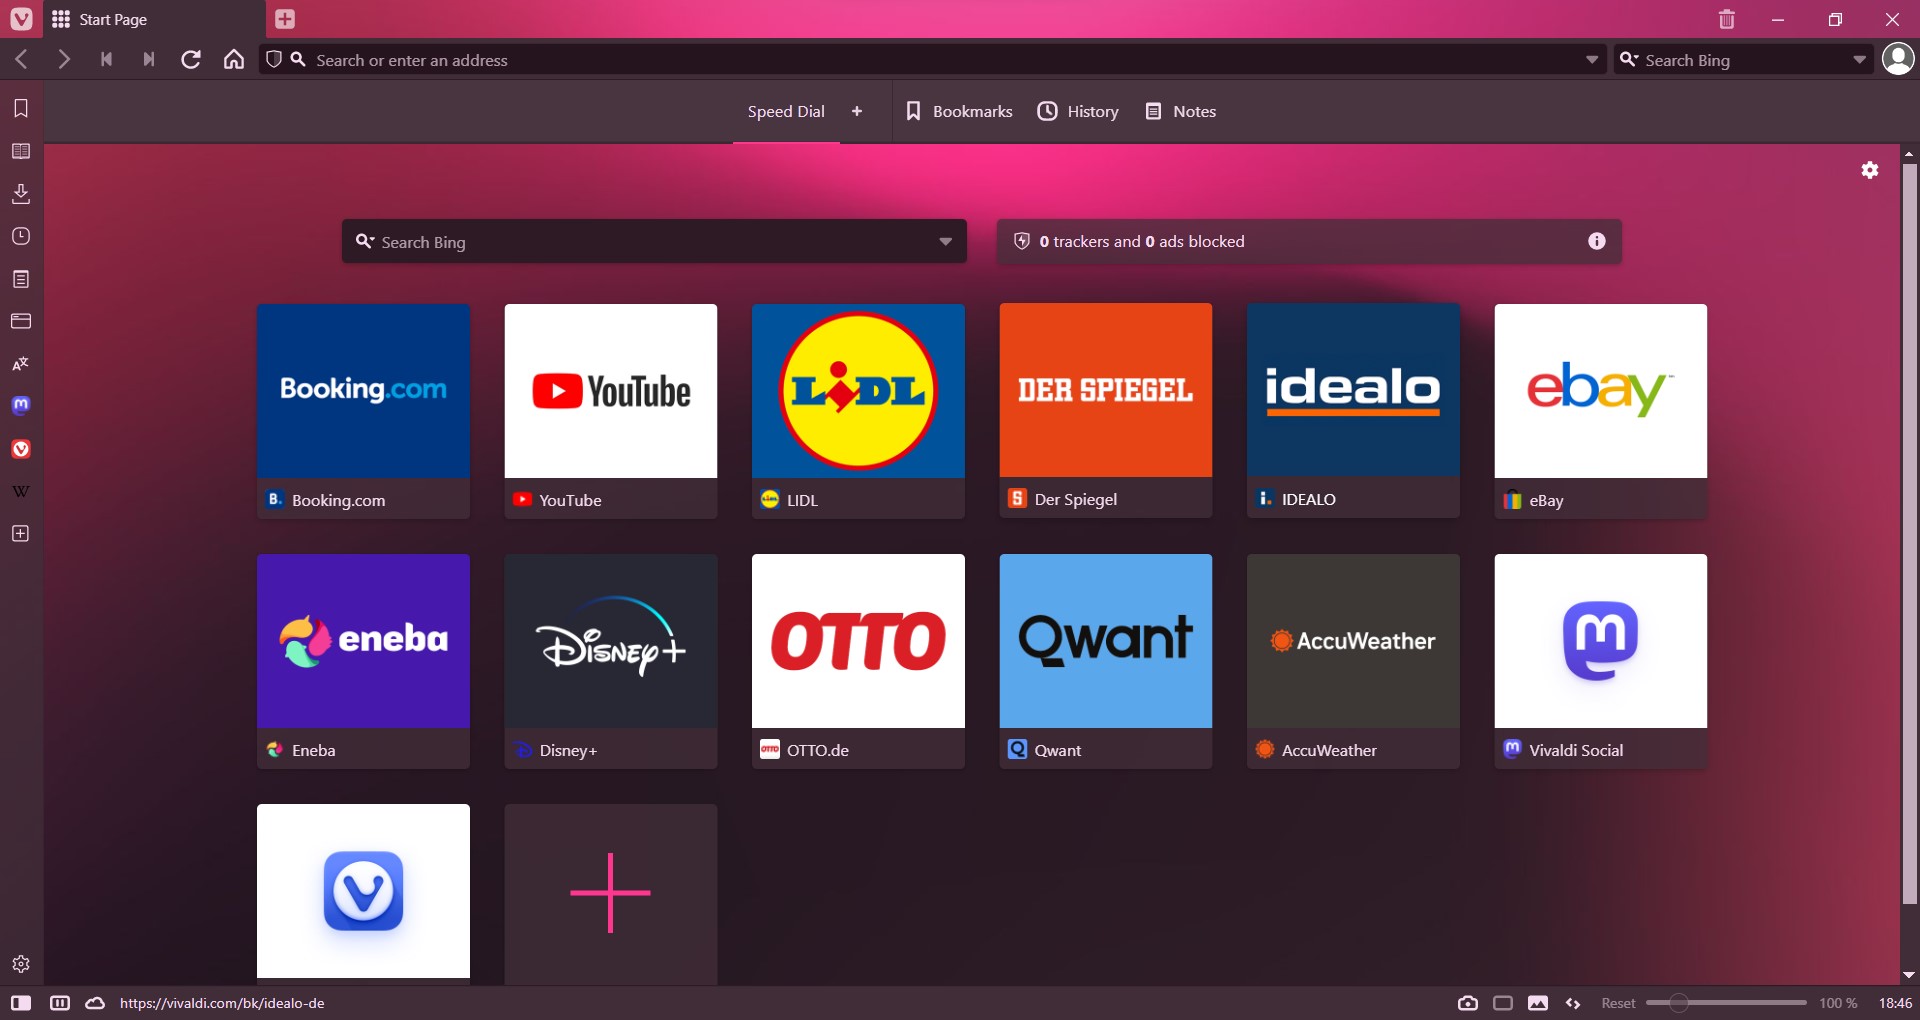 Start Page
Search or enter an address
Search Bing
Speed Dial
Bookmarks
History
Notes
Search Bing
0 trackers and 0 ads blocked
Booking.com
YouTube
LIDL
DER SPIEGEL
idealo
ebay™
B. Booking.com
YouTube
LIDL
S Der Spiegel
i. IDEALO
eBay
eneba
Disney+
OTTO
Qwant
AccuWeather
m
Eneba
Disney+
OTTO OTTO.de
Qwant
AccuWeather
m Vivaldi Social
W
https://vivaldi.com/bk/idealo-de
Reset
100 %
18:46